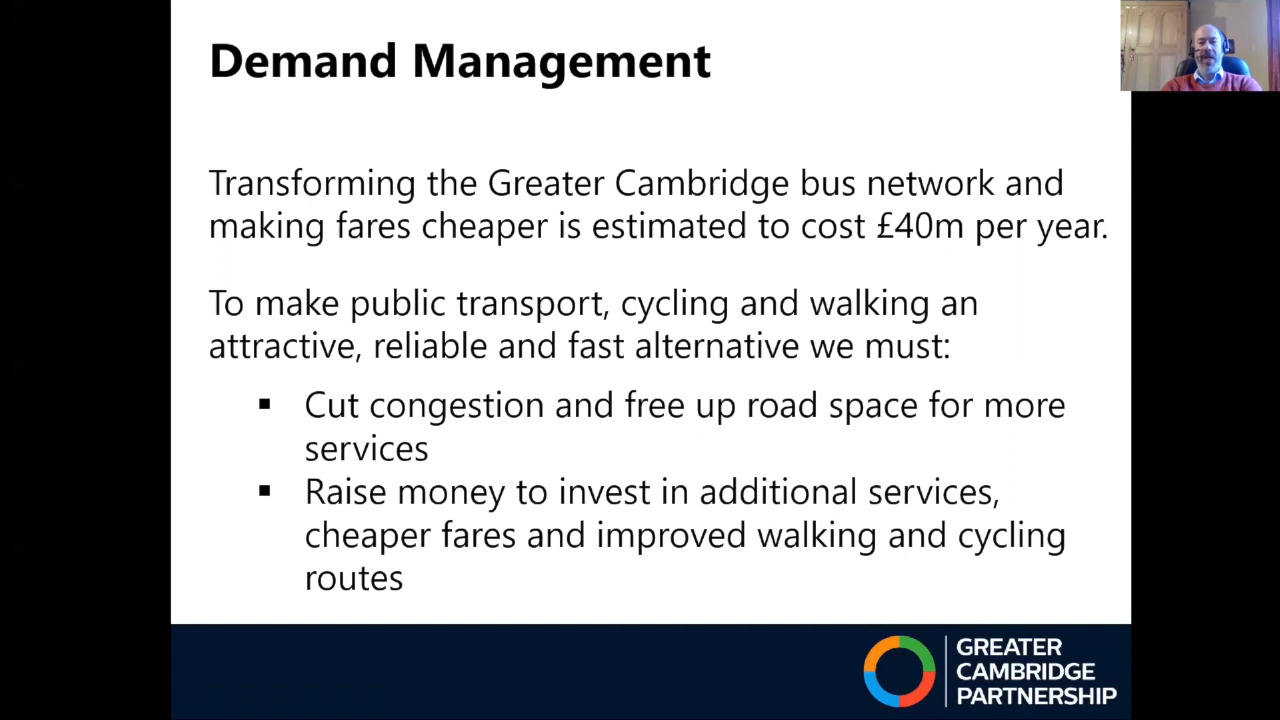 Demand Management
Transforming the Greater Cambridge bus network and
making fares cheaper is estimated to cost £40m per year.
To make public transport, cycling and walking an
attractive, reliable and fast alternative we must:
▪ Cut congestion and free up road space for more
services
▪ Raise money to invest in additional services,
cheaper fares and improved walking and cycling
routes
GREATER
CAMBRIDGE
PARTNERSHIP